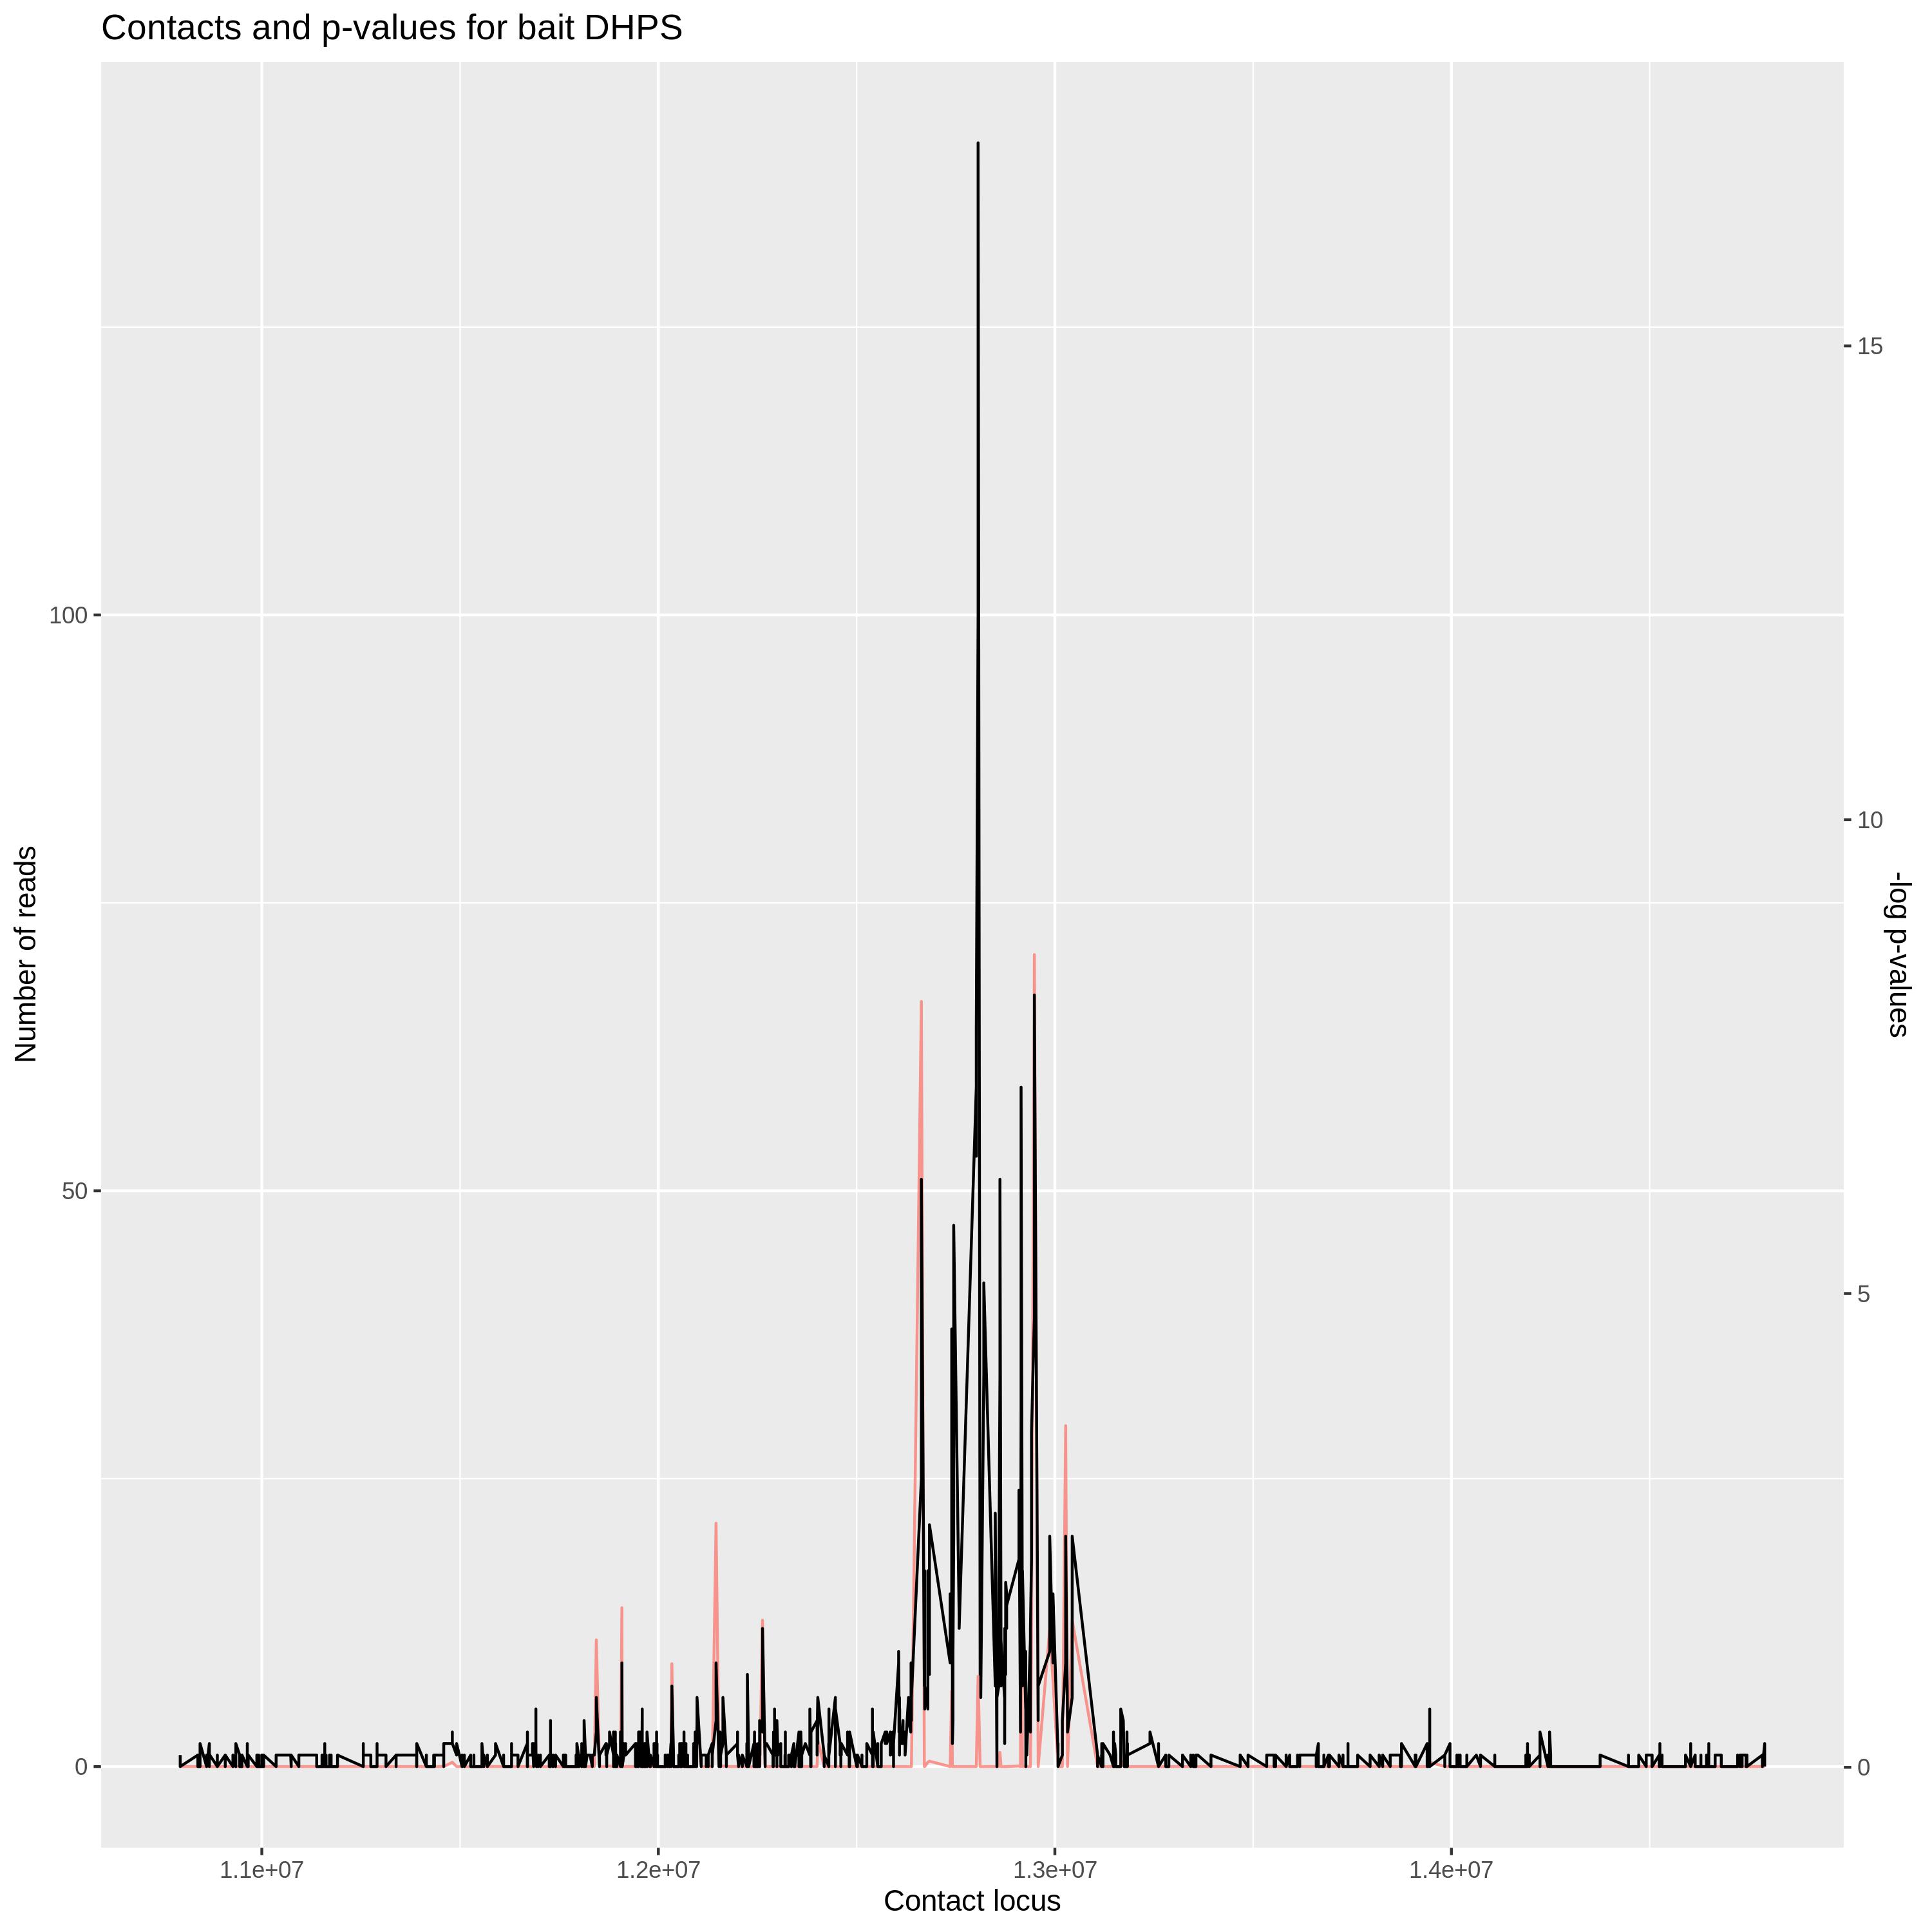 Contacts and p-values for bait DHPS
Number of reads
100
50
0
15
10
5
0
-log p-values
1.1e+07
1.2e+07
1.3e+07
1.4e+07
Contact locus